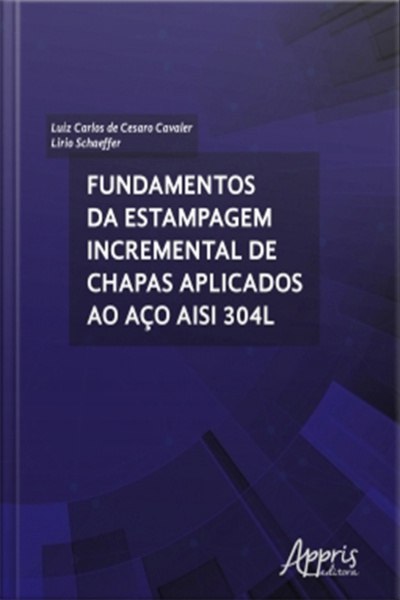 Luiz Carlos de Cesaro Cavaler
Lirio Schaeffer
FUNDAMENTOS
DA ESTAMPAGEM
INCREMENTAL DE
CHAPAS APLICADOS
AO AÇO AISI 304L
Appris
editora